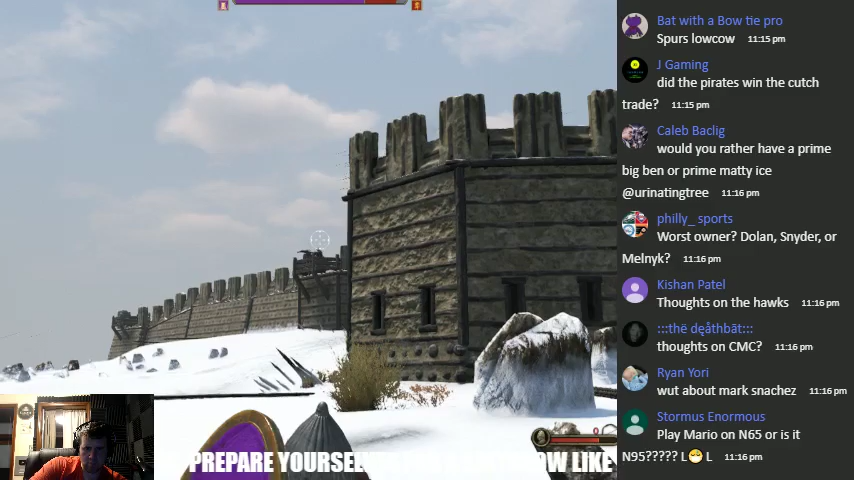 Bat with a Bow tie pro
Spurs lowcow 11:15 pm
J Gaming
did the pirates win the cutch
trade? 11:15 pm
Caleb Baclig
would you rather have a prime
big ben or prime matty ice
@urinatingtree 11:16 pm
philly_ sports
Worst owner? Dolan, Snyder, or
Melnyk? 11:16 pm
Kishan Patel
Thoughts on the hawks 11:16 pm
:::thë dęåthbät:::
thoughts on CMC? 11:16 pm
Ryan Yori
wut about mark snachez 11:16 pm
Stormus Enormous
Play Mario on N65 or is it
N95????? L😷L 11:16 pm
PREPARE YOURSEL OW LIKE